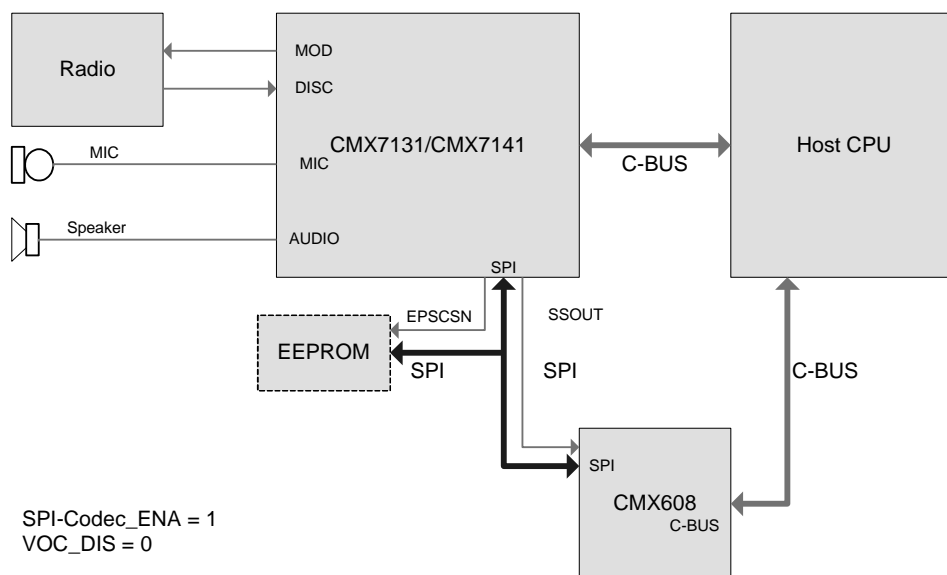 Radio
MOD
DISC
CMX7131/CMX7141
Host CPU
C-BUS
MIC
MIC
Speaker
AUDIO
SPI
EPSCSN
SSOUT
EEPROM
SPI
SPI
C-BUS
SPI
CMX608
C-BUS
SPI-Codec_ENA = 1
VOC_DIS = 0